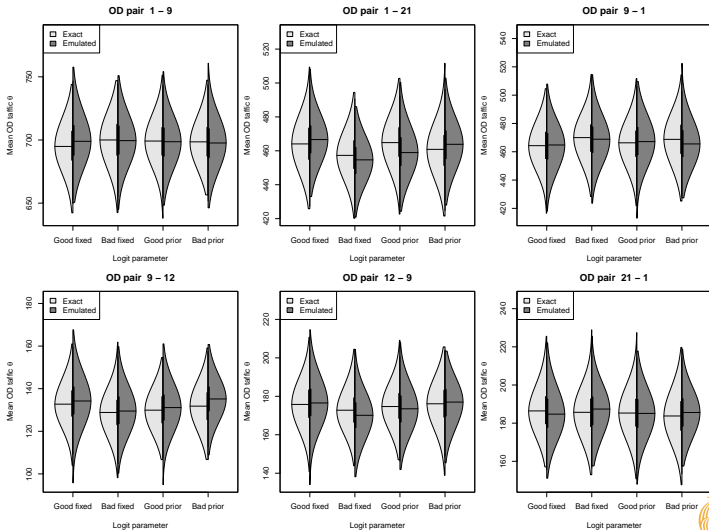 OD pair 1 – 9
Exact
Emulated
Mean OD taffic θ
750
700
650
Good fixed Bad fixed Good prior Bad prior
Logit parameter
OD pair 1 – 21
Exact
Emulated
Mean OD taffic θ
520
500
480
460
440
420
Good fixed Bad fixed Good prior Bad prior
Logit parameter
OD pair 9 – 1
Exact
Emulated
Mean OD taffic θ
540
520
500
480
460
440
420
Good fixed Bad fixed Good prior Bad prior
Logit parameter
OD pair 9 – 12
Exact
Emulated
Mean OD taffic θ
180
160
140
120
100
Good fixed Bad fixed Good prior Bad prior
Logit parameter
OD pair 12 – 9
Exact
Emulated
Mean OD taffic θ
220
200
180
160
140
Good fixed Bad fixed Good prior Bad prior
Logit parameter
OD pair 21 – 1
Exact
Emulated
Mean OD taffic θ
240
220
200
180
160
Good fixed Bad fixed Good prior Bad prior
Logit parameter